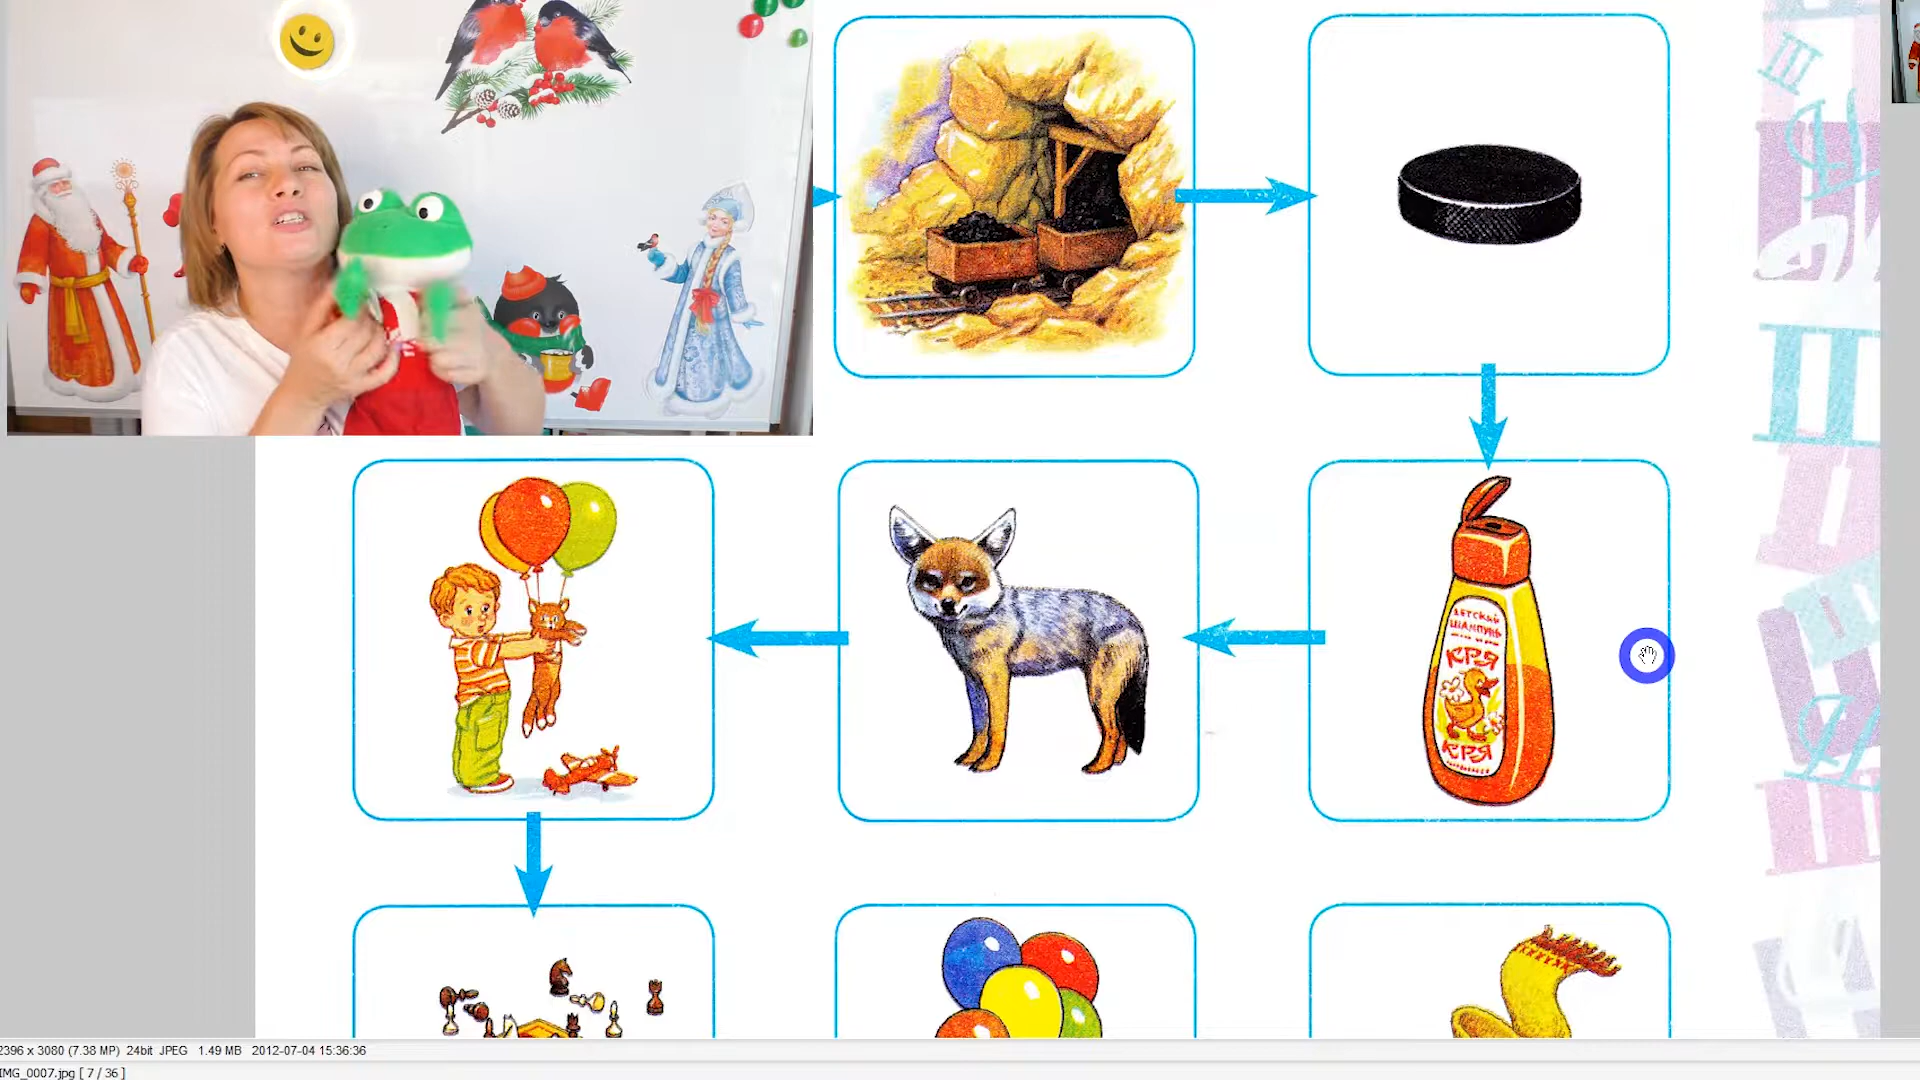 ДЕТСКИЙ
ШАМПУНЬ
КРЯ
КРЯ
2396 x 3080 (7.38 MP) 24bit JPEG 1.49 MB 2012-07-04 15:36:36
IMG_0007.jpg [ 7 / 36 ]